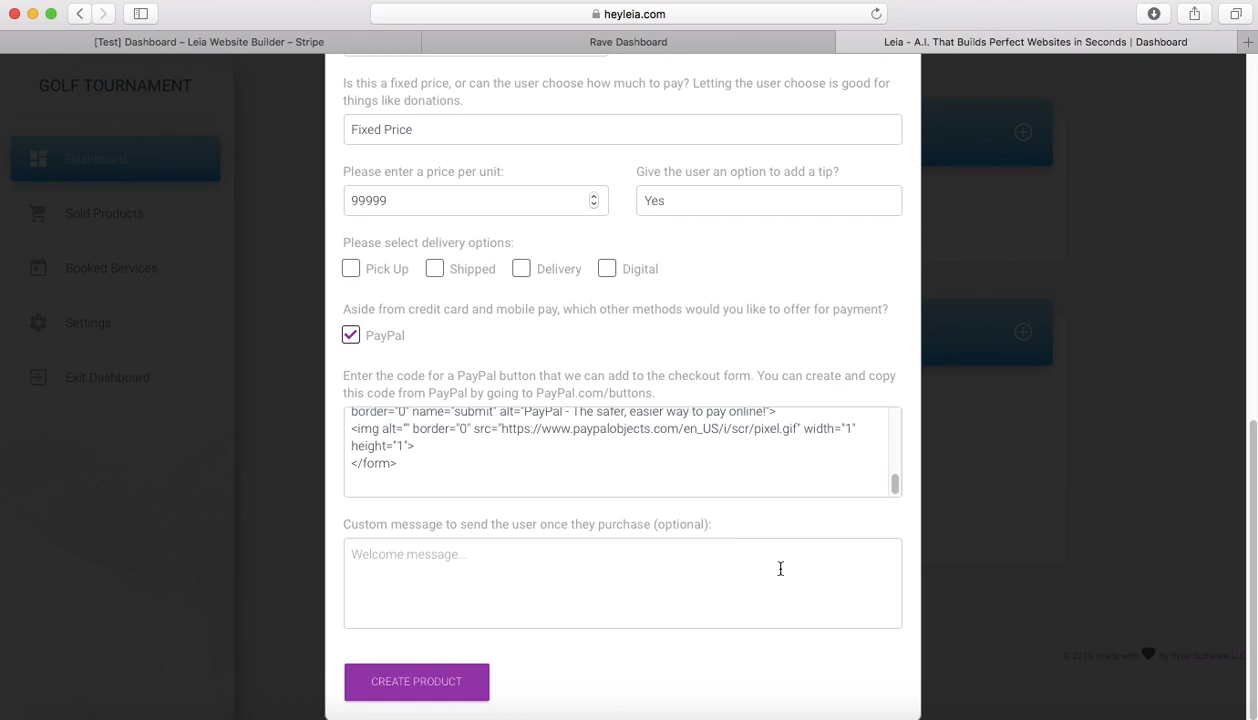 heyleia.com
[Test] Dashboard – Leia Website Builder – Stripe
Rave Dashboard
Leia - A.I. That Builds Perfect Websites in Seconds | Dashboard
GOLF TOURNAMENT
Dashboard
Sold Products
Booked Services
Settings
Exit Dashboard
Is this a fixed price, or can the user choose how much to pay? Letting the user choose is good for
things like donations.
Fixed Price
Please enter a price per unit:
Give the user an option to add a tip?
99999
Yes
Please select delivery options:
Pick Up
Shipped
Delivery
Digital
Aside from credit card and mobile pay, which other methods would you like to offer for payment?
PayPal
Enter the code for a PayPal button that we can add to the checkout form. You can create and copy
this code from PayPal by going to PayPal.com/buttons.
border="0" name="submit" alt="PayPal - The safer, easier way to pay online!">
<img alt="" border="0" src="https://www.paypalobjects.com/en_US/i/scr/pixel.gif" width="1"
height="1">
</form>
Custom message to send the user once they purchase (optional):
Welcome message...
CREATE PRODUCT
© 2019, made with by Vybe Software LLC